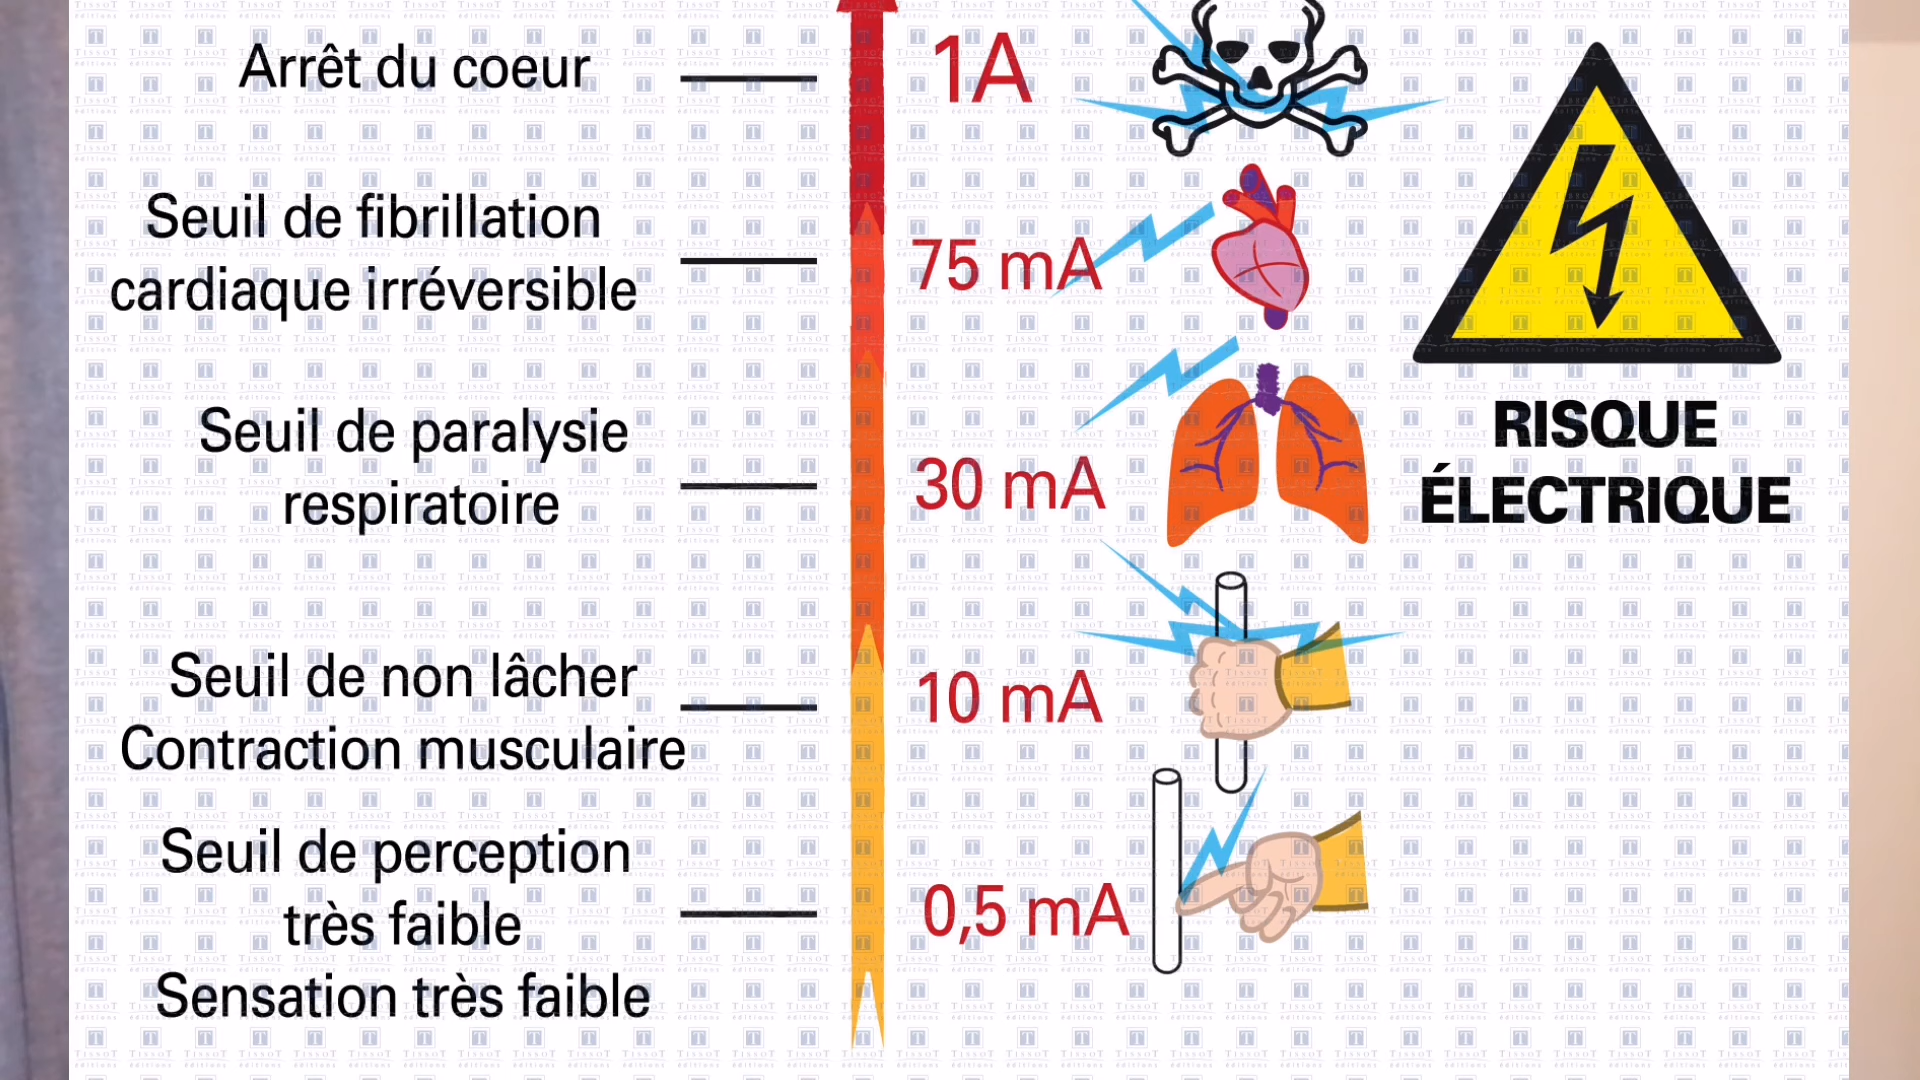 Arrêt du coeur
1A
Seuil de fibrillation
cardiaque irréversible
75 mA
Seuil de paralysie
respiratoire
30 mA
Seuil de non lâcher
Contraction musculaire
10 mA
Seuil de perception
très faible
Sensation très faible
0,5 mA
RISQUE
ÉLECTRIQUE
TISSOT
éditions